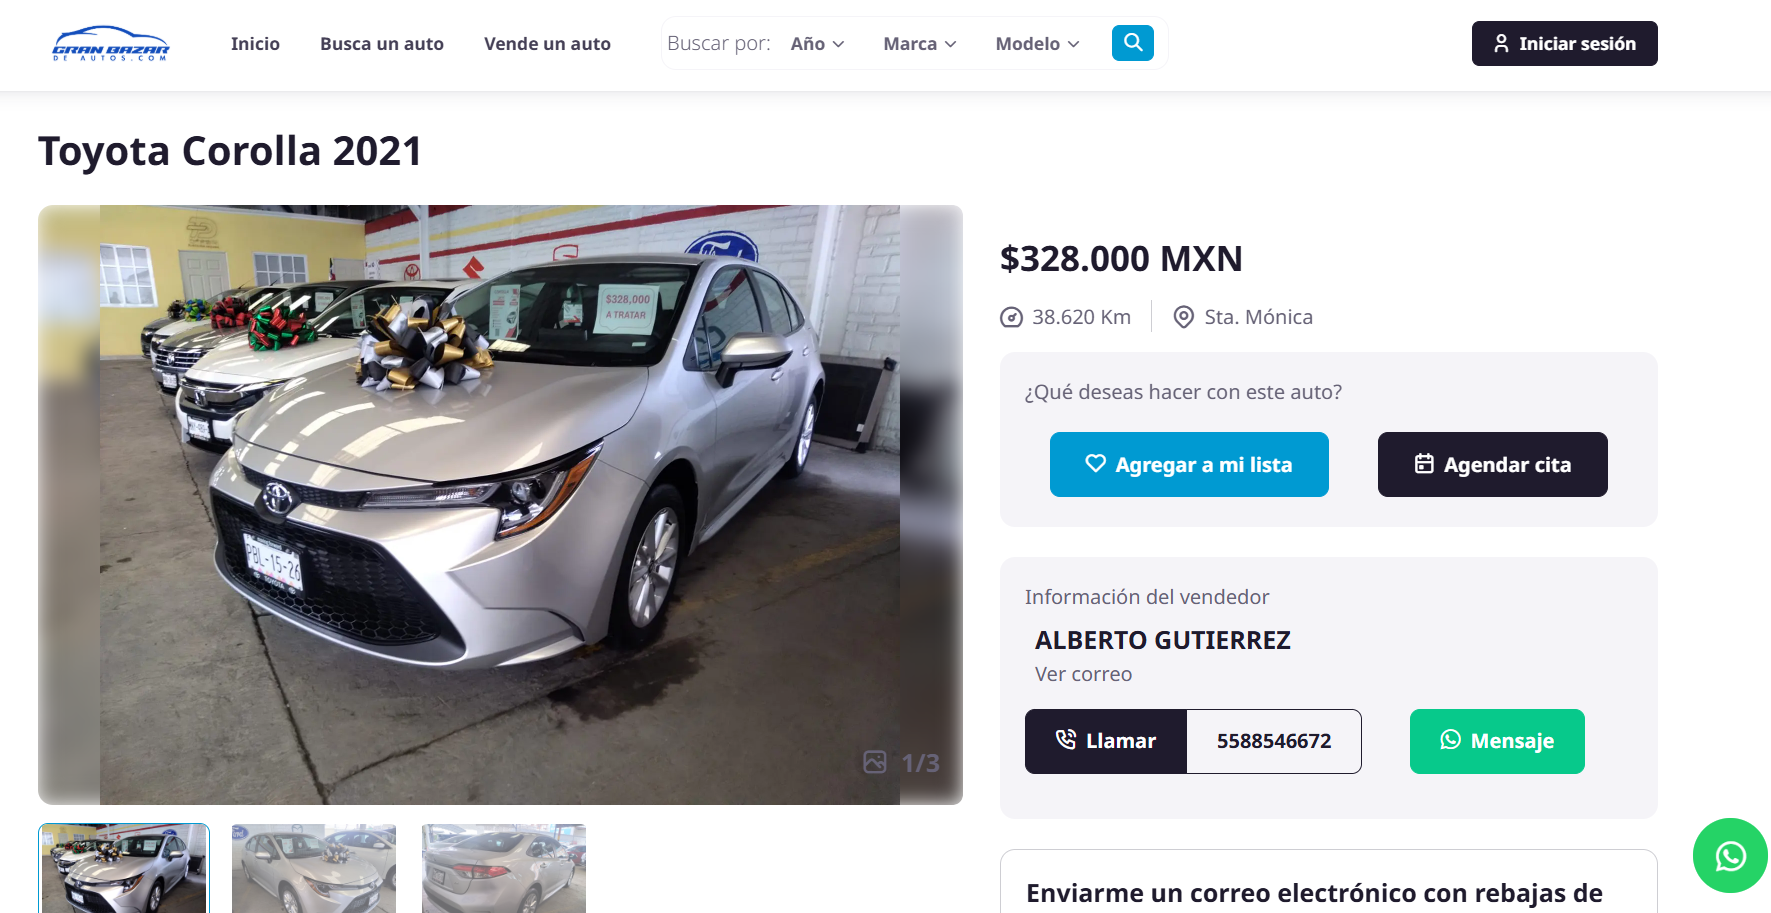 GRAN BAZAR
DE AUTOS.COM
Inicio
Busca un auto
Vende un auto
Buscar por:
Año
Marca
Modelo
Iniciar sesión
Toyota Corolla 2021
Ford
$328,000
A TRATAR
PBL-15-26
TOYOTA
1/3
$328.000 MXN
38.620 Km
Sta. Mónica
¿Qué deseas hacer con este auto?
Agregar a mi lista
Agendar cita
Información del vendedor
ALBERTO GUTIERREZ
Ver correo
Llamar
5588546672
Mensaje
Enviarme un correo electrónico con rebajas de